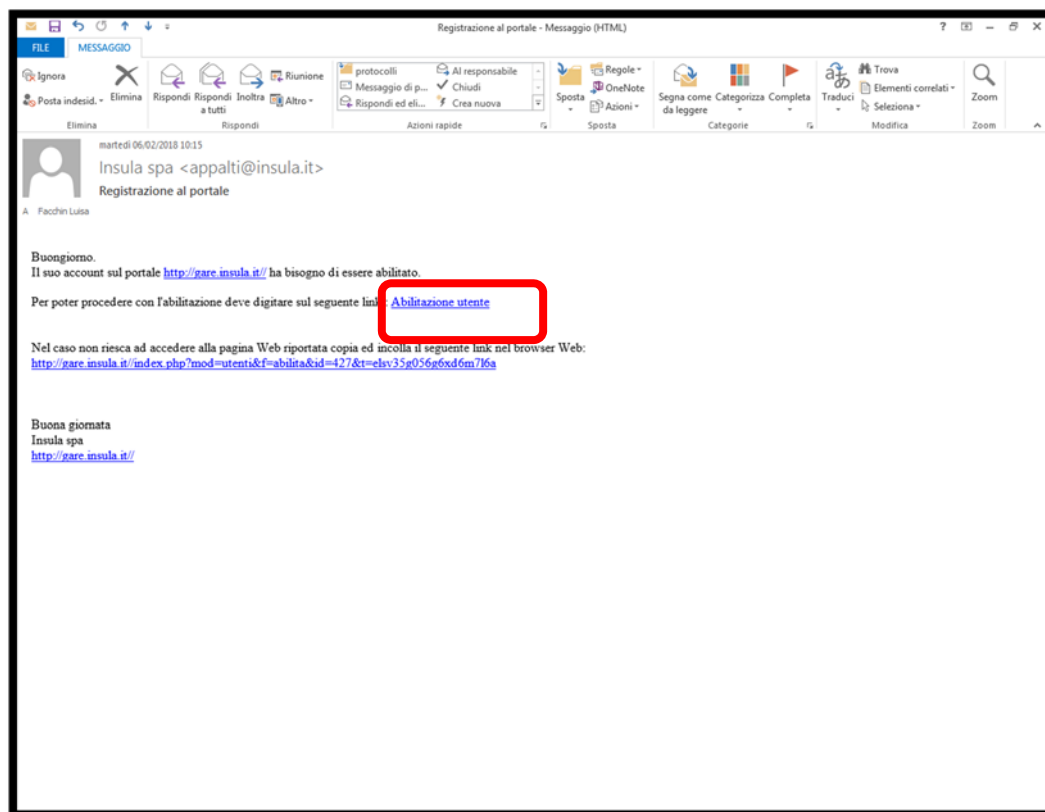 Registrazione al portale - Messaggio (HTML)
FILE MESSAGGIO
Ignora
Posta indesid.
Elimina
Rispondi
Rispondi a tutti
Inoltra
Riunione
Altro
protocolli
Messaggio di p...
Rispondi ed eli...
Al responsabile
Chiudi
Crea nuova
Sposta
Regole
OneNote
Azioni
Segna come da leggere
Categorizza
Completa
Traduci
Trova
Elementi correlati
Seleziona
Zoom
Elimina Rispondi Azioni rapide Sposta Categorie Modifica Zoom
martedì 06/02/2018 10:15
Insula spa <appalti@insula.it>
Registrazione al portale
A Facchin Luisa
Buongiorno.
Il suo account sul portale http://gare.insula.it// ha bisogno di essere abilitato.
Per poter procedere con l'abilitazione deve digitare sul seguente link: Abilitazione utente
Nel caso non riesca ad accedere alla pagina Web riportata copia ed incolla il seguente link nel browser Web:
http://gare.insula.it//index.php?mod=utenti&f=abilita&id=427&t=elsv35g056g6xd6m7l6a
Buona giornata
Insula spa
http://gare.insula.it//